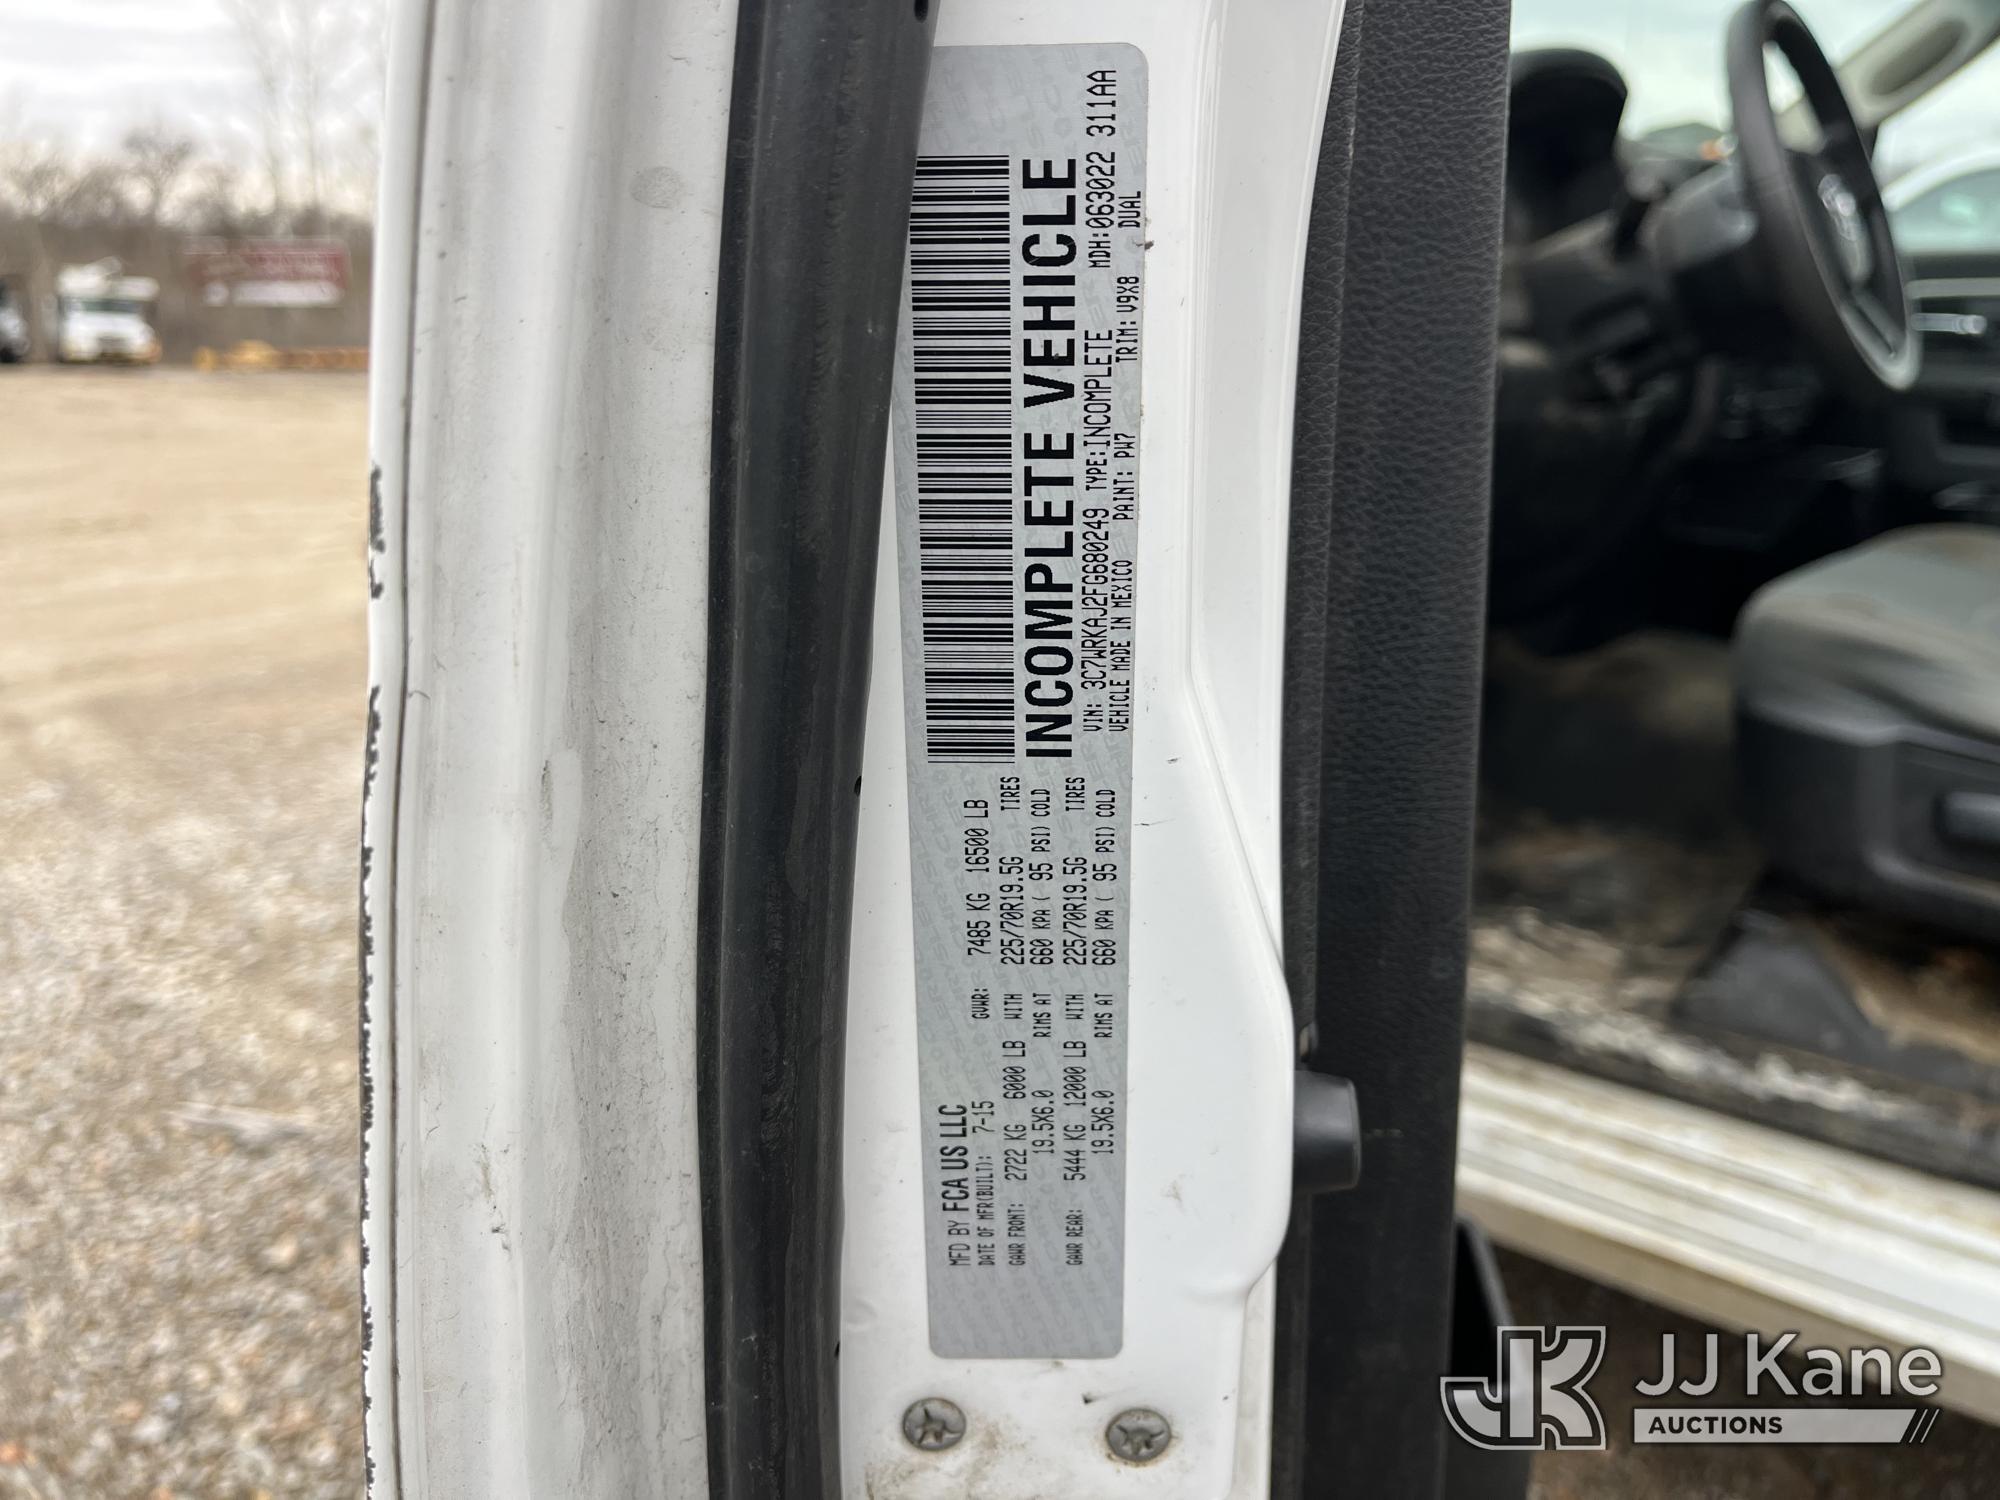 MFD BY FCA US LLC
DATE OF MFR(BUILT): 7-15 GVWR: 7485 KG 16500 LB
GAWR FRONT: 2722 KG 6000 LB WITH 225/70R19.5G TIRES
19.5X6.0 RIMS AT 660 KPA ( 95 PSI) COLD
GAWR REAR: 5444 KG 12000 LB WITH 225/70R19.5G TIRES
19.5X6.0 RIMS AT 660 KPA ( 95 PSI) COLD
INCOMPLETE VEHICLE
VIN: 3C7WRKAJ2FG680249 TYPE:INCOMPLETE MDH:063022 311AA
VEHICLE MADE IN MEXICO PAINT: PW7 TRIM: V9X8 DUAL
JK JJ Kane
AUCTIONS